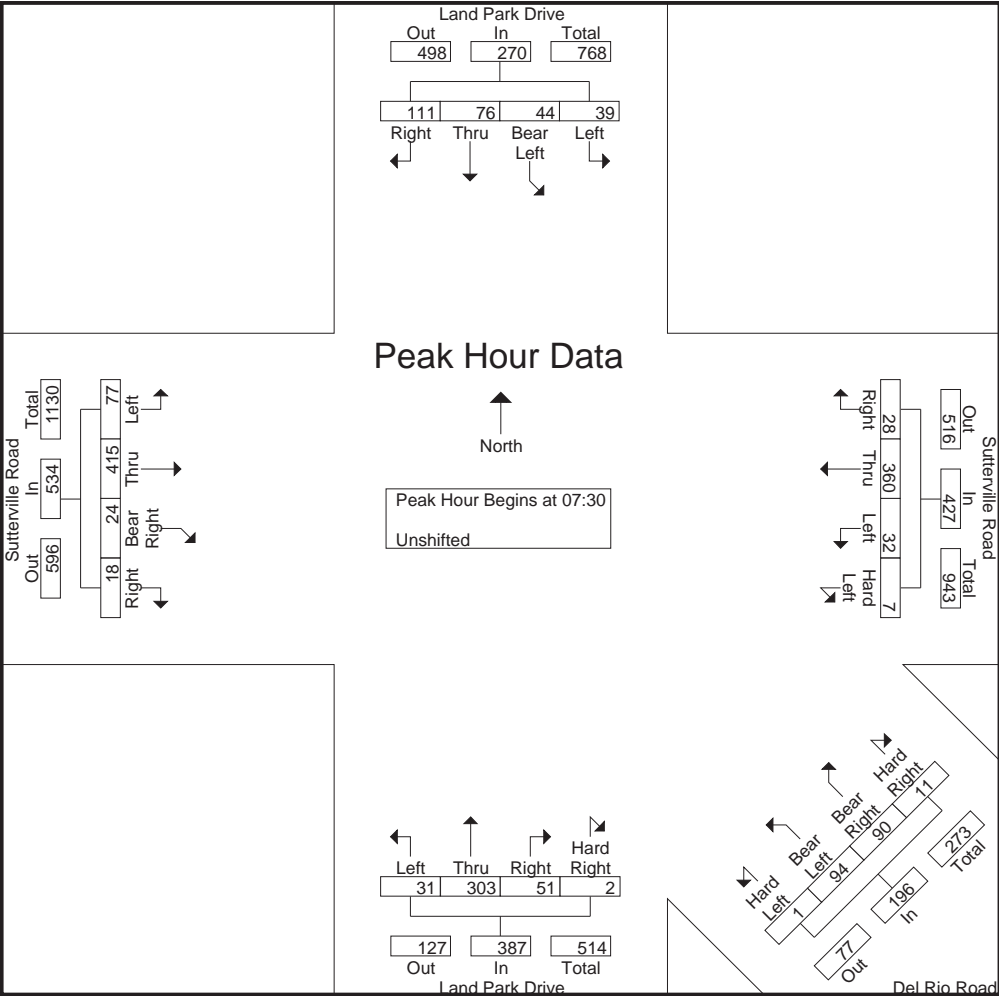 Land Park Drive
Out In Total
498 270 768
111 76 44 39
Right Thru Bear Left Left
Peak Hour Data
North
Peak Hour Begins at 07:30
Unshifted
Sutterville Road
Total In Out
1130 534 596
77 415 24 18
Left Thru Bear Right Right
Sutterville Road
Out In Total
516 427 943
28 360 32 7
Right Thru Left Hard Left
Left Thru Right Hard Right
31 303 51 2
127 387 514
Out In Total
Land Park Drive
Hard Left Bear Left Bear Right Hard Right
1 94 90 11
77 196 273
Out In Total
Del Rio Road